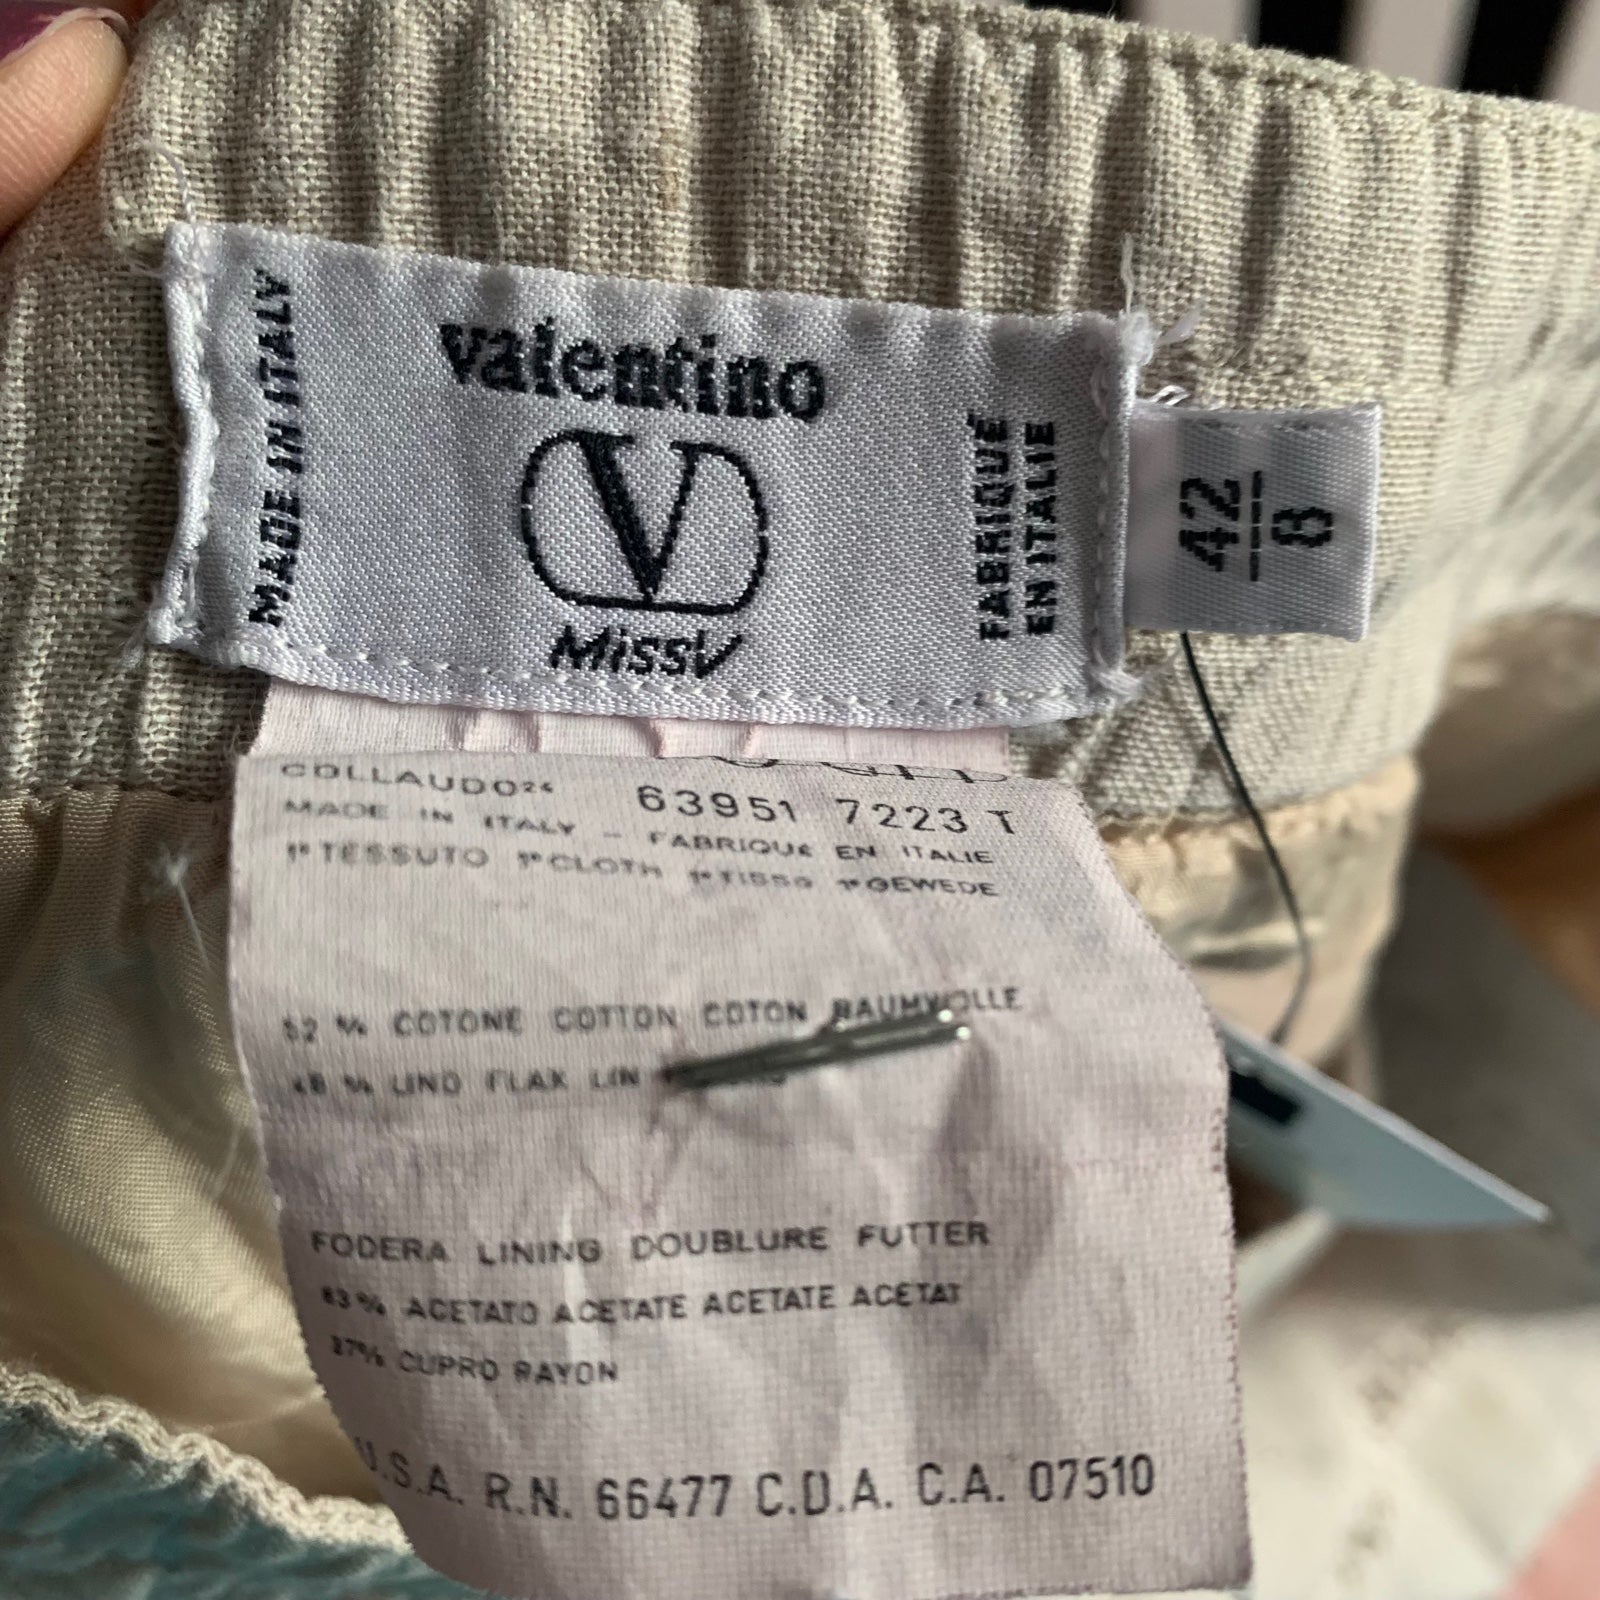 MADE IN ITALY
valentino
V
MissV
FABRIQUÉ
EN ITALIE
42
8
COLLAUDO 24 63951 7223 T
MADE IN ITALY - FABRIQUE EN ITALIE
1° TESSUTO 1° CLOTH 1° TISSO 1° GEWEDE
52 % COTONE COTTON COTON BAUMWOLLE
48 % LINO FLAX LIN
FODERA LINING DOUBLURE FUTTER
63 % ACETATO ACETATE ACETATE ACETAT
37% CUPRO RAYON
U.S.A. R.N. 66477 C.D.A. C.A. 07510